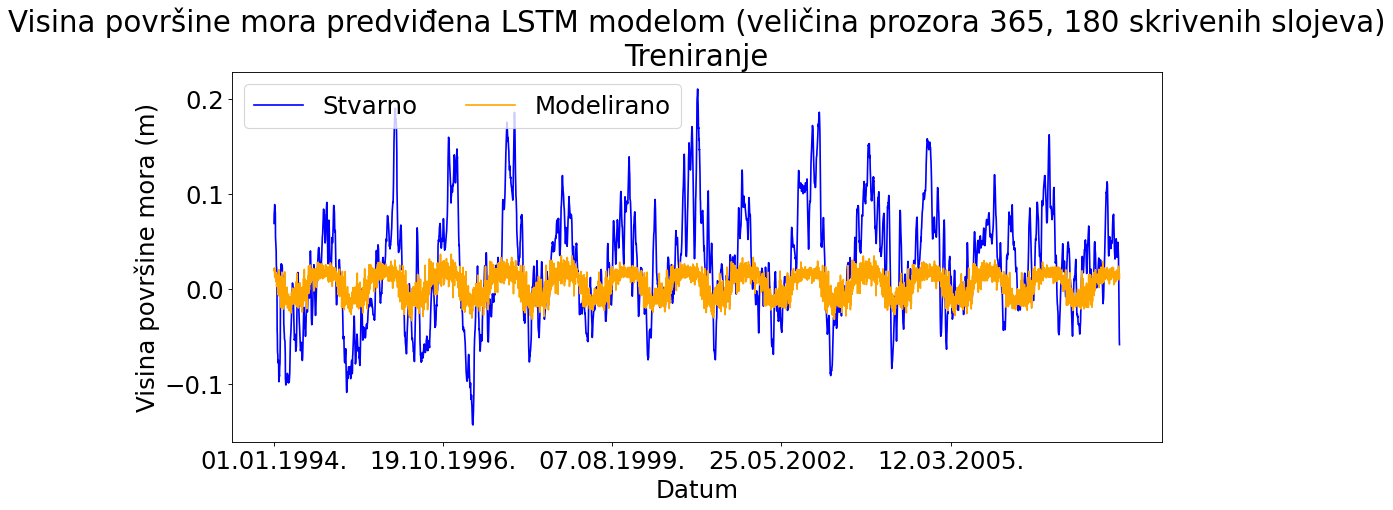 Visina površine mora predviđena LSTM modelom (veličina prozora 365, 180 skrivenih slojeva)
Treniranje
Stvarno
Modelirano
Visina površine mora (m)
0.2
0.1
0.0
−0.1
01.01.1994.
19.10.1996.
07.08.1999.
25.05.2002.
12.03.2005.
Datum